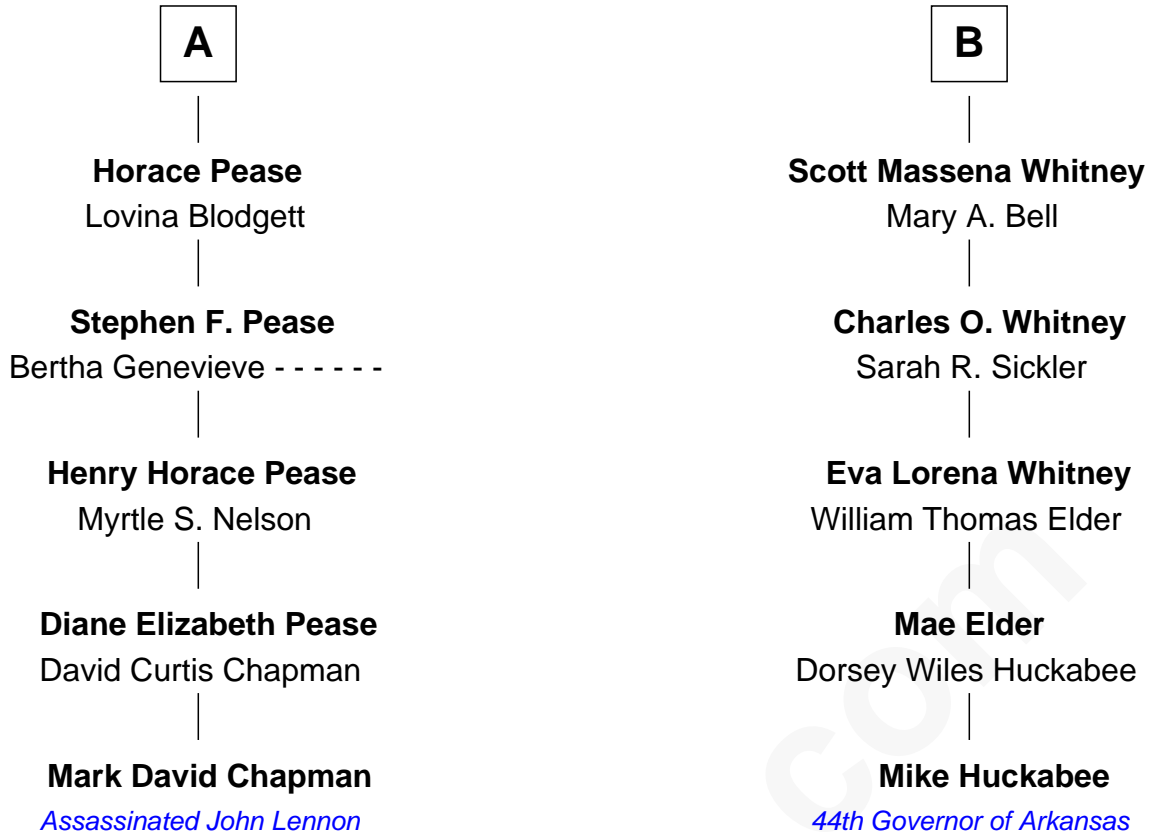 A
Horace Pease
Lovina Blodgett
Stephen F. Pease
Bertha Genevieve - - - - - -
Henry Horace Pease
Myrtle S. Nelson
Diane Elizabeth Pease
David Curtis Chapman
Mark David Chapman
Assassinated John Lennon
B
Scott Massena Whitney
Mary A. Bell
Charles O. Whitney
Sarah R. Sickler
Eva Lorena Whitney
William Thomas Elder
Mae Elder
Dorsey Wiles Huckabee
Mike Huckabee
44th Governor of Arkansas
com